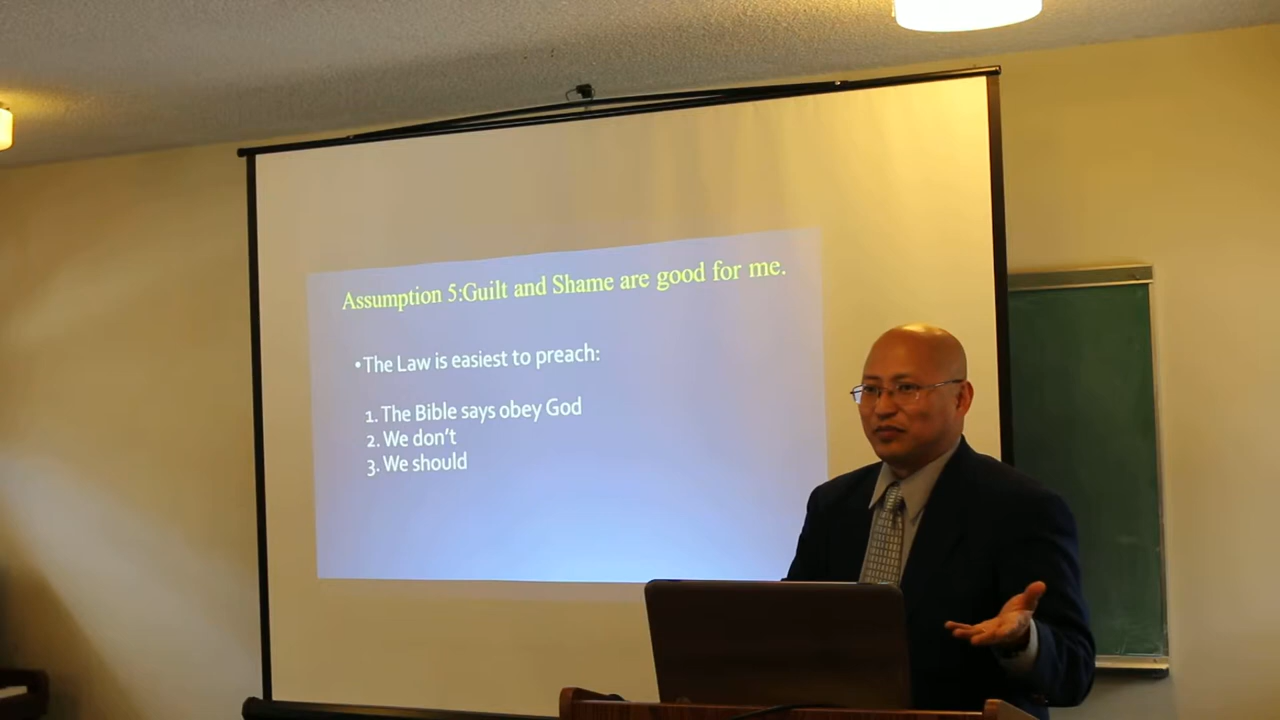 Assumption 5:Guilt and Shame are good for me.
•The Law is easiest to preach:
1. The Bible says obey God
2. We don't
3. We should